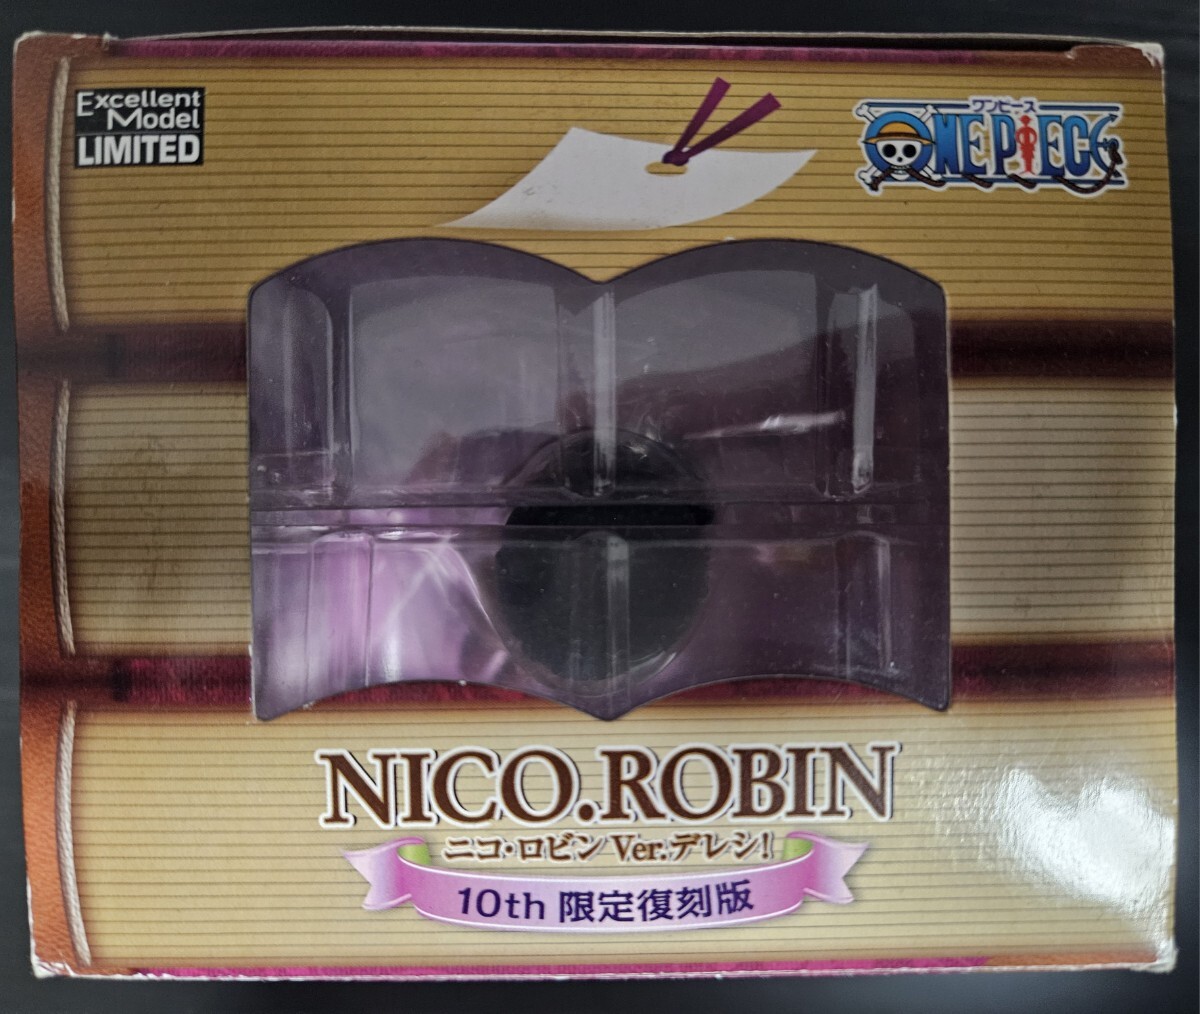 Excellent
Model
LIMITED
ワンピース
ONE PIECE
NICO.ROBIN
ニコ・ロビン Ver.デレシ!
10th 限定復刻版